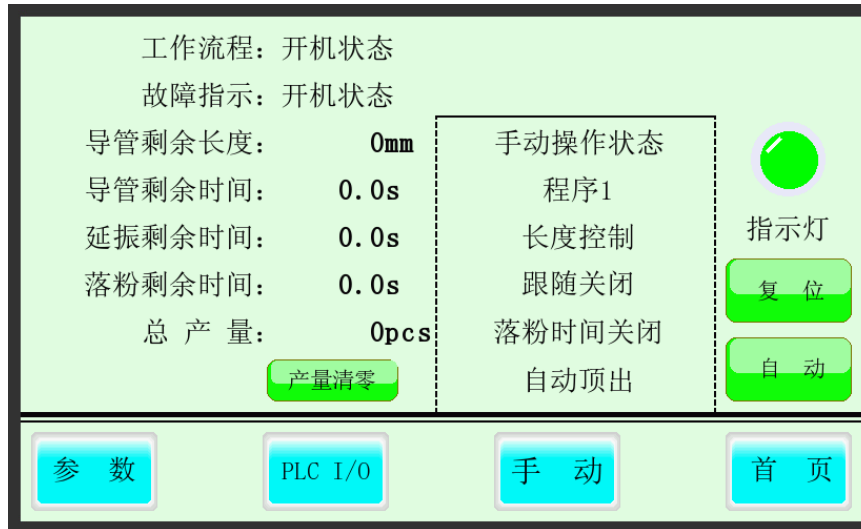 工作流程：开机状态
故障指示：开机状态
导管剩余长度： 0mm
导管剩余时间： 0.0s
延振剩余时间： 0.0s
落粉剩余时间： 0.0s
总 产 量： 0pcs
产量清零
手动操作状态
程序1
长度控制
跟随关闭
落粉时间关闭
自动顶出
指示灯
复 位
自 动
参 数
PLC I/O
手 动
首 页